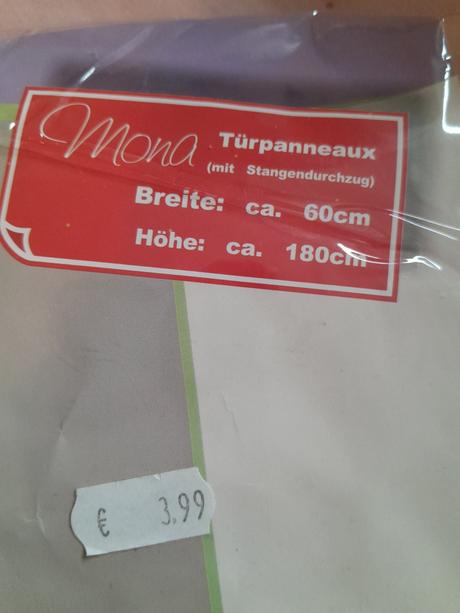 Mona Türpanneaux
(mit Stangendurchzug)
Breite: ca. 60cm
Höhe: ca. 180cm
€ 3.99